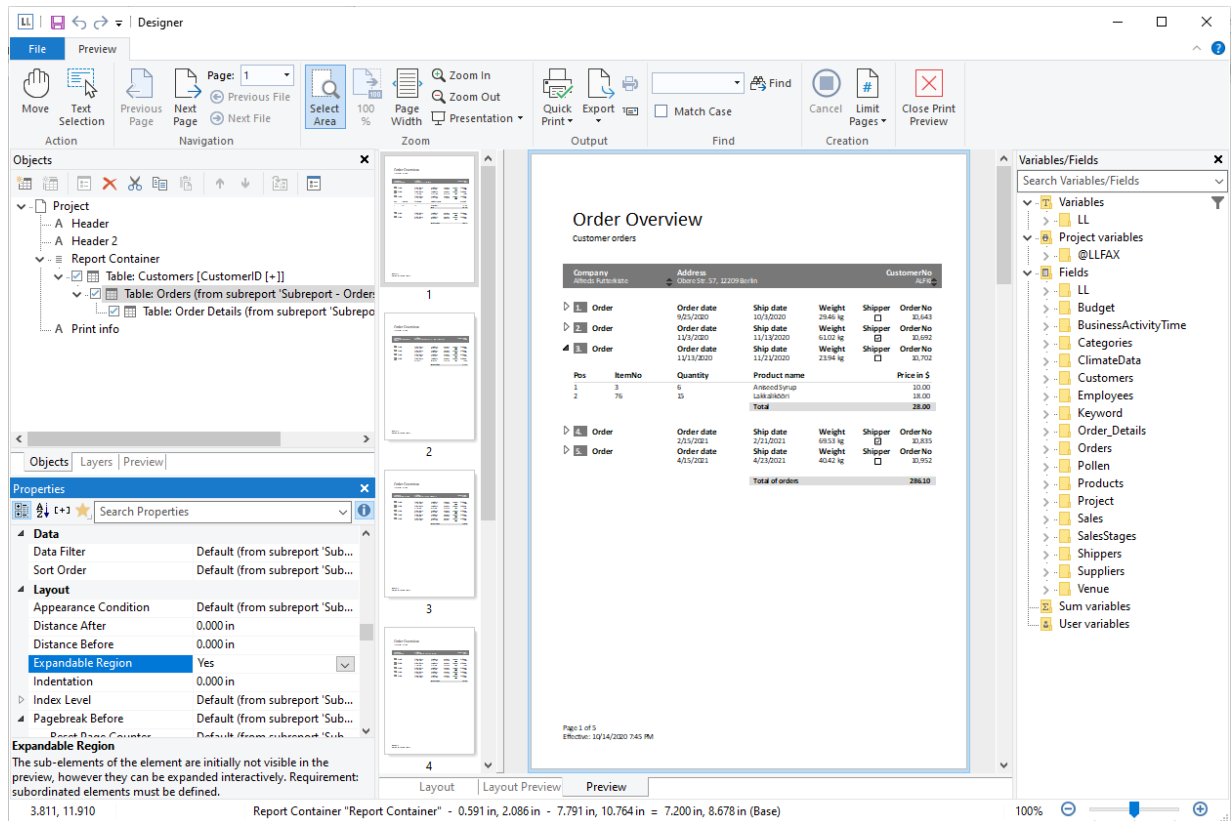 Designer
File Preview
Move
Text Selection
Action
Previous Page
Next Page
Page: 1
Previous File
Next File
Navigation
Select Area
100 %
Page Width
Zoom In
Zoom Out
Presentation
Zoom
Quick Print
Export
Output
Find
Match Case
Find
Cancel
Limit Pages
Creation
Close Print Preview
Objects
Project
A Header
A Header 2
Report Container
Table: Customers [CustomerID [+]]
Table: Orders (from subreport 'Subreport - Orders
Table: Order Details (from subreport 'Subrepo
A Print info
Objects Layers Preview
Properties
Search Properties
Data
Data Filter Default (from subreport 'Sub...
Sort Order Default (from subreport 'Sub...
Layout
Appearance Condition Default (from subreport 'Sub...
Distance After 0.000 in
Distance Before 0.000 in
Expandable Region Yes
Indentation 0.000 in
Index Level Default (from subreport 'Sub...
Pagebreak Before Default (from subreport 'Sub...
Reset Page Counter Default (from subreport 'Sub
Expandable Region
The sub-elements of the element are initially not visible in the
preview, however they can be expanded interactively. Requirement:
subordinated elements must be defined.
1
2
3
4
Order Overview
Customer orders
Company Address CustomerNo
Alfreds Futterkiste Obere Str. 57, 12209 Berlin
1. Order Order date Ship date Weight Shipper OrderNo
9/25/2020 10/3/2020 29.46 kg 10,643
2. Order Order date Ship date Weight Shipper OrderNo
11/3/2020 11/13/2020 61.02 kg 10,692
3. Order Order date Ship date Weight Shipper OrderNo
11/13/2020 11/21/2020 23.94 kg 10,702
Pos ItemNo Quantity Product name Price in $
1 3 6 Aniseed Syrup 10.00
2 76 15 Lakkalikööri 18.00
Total 28.00
4. Order Order date Ship date Weight Shipper OrderNo
2/15/2021 2/21/2021 69.53 kg 10,835
5. Order Order date Ship date Weight Shipper OrderNo
4/15/2021 4/23/2021 40.42 kg 10,952
Total of orders 286.10
Page 1 of 5
Effective: 10/14/2020 7:45 PM
Layout Layout Preview Preview
Variables/Fields
Search Variables/Fields
Variables
LL
Project variables
@LLFAX
Fields
LL
Budget
BusinessActivityTime
Categories
ClimateData
Customers
Employees
Keyword
Order_Details
Orders
Pollen
Products
Project
Sales
SalesStages
Shippers
Suppliers
Venue
Sum variables
User variables
3.811, 11.910 Report Container "Report Container" - 0.591 in, 2.086 in - 7.791 in, 10.764 in = 7.200 in, 8.678 in (Base) 100%